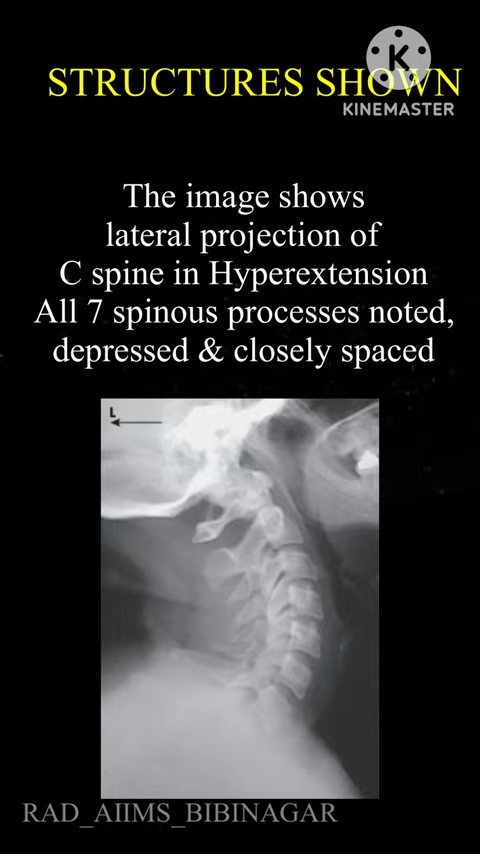 STRUCTURES SHOWN
K
KINEMASTER
The image shows
lateral projection of
C spine in Hyperextension
All 7 spinous processes noted,
depressed & closely spaced
L
RAD_AIIMS_BIBINAGAR